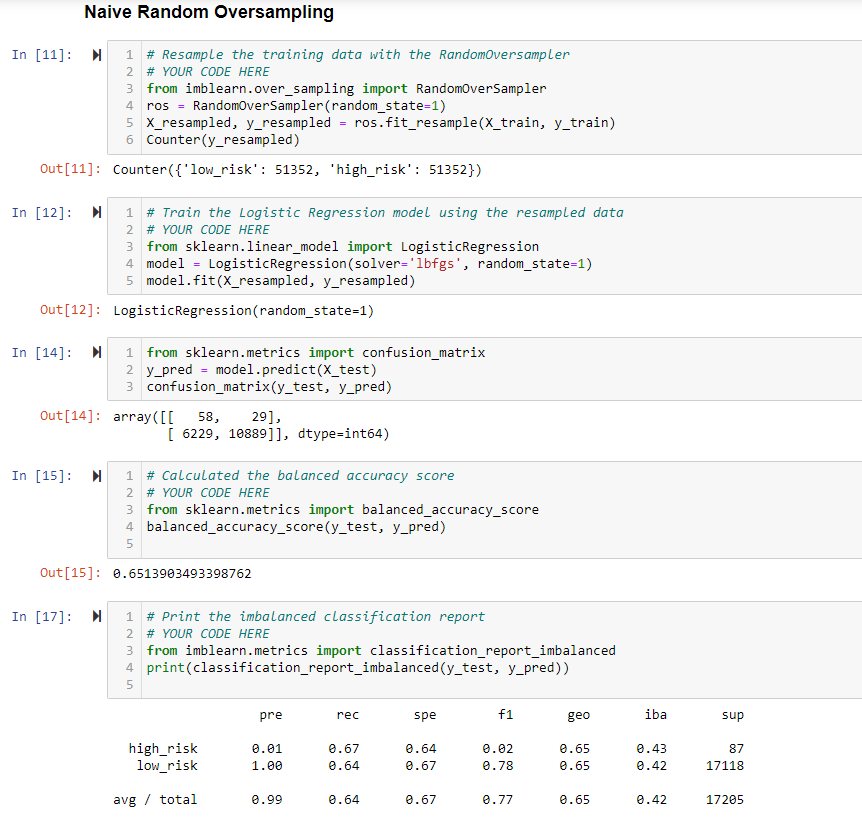 Naive Random Oversampling
In [11]:
1 # Resample the training data with the RandomOversampler
2 # YOUR CODE HERE
3 from imblearn.over_sampling import RandomOverSampler
4 ros = RandomOverSampler(random_state=1)
5 X_resampled, y_resampled = ros.fit_resample(X_train, y_train)
6 Counter(y_resampled)
Out[11]: Counter({'low_risk': 51352, 'high_risk': 51352})
In [12]:
1 # Train the Logistic Regression model using the resampled data
2 # YOUR CODE HERE
3 from sklearn.linear_model import LogisticRegression
4 model = LogisticRegression(solver='lbfgs', random_state=1)
5 model.fit(X_resampled, y_resampled)
Out[12]: LogisticRegression(random_state=1)
In [14]:
1 from sklearn.metrics import confusion_matrix
2 y_pred = model.predict(X_test)
3 confusion_matrix(y_test, y_pred)
Out[14]: array([[   58,    29],
[ 6229, 10889]], dtype=int64)
In [15]:
1 # Calculated the balanced accuracy score
2 # YOUR CODE HERE
3 from sklearn.metrics import balanced_accuracy_score
4 balanced_accuracy_score(y_test, y_pred)
5
Out[15]: 0.6513903493398762
In [17]:
1 # Print the imbalanced classification report
2 # YOUR CODE HERE
3 from imblearn.metrics import classification_report_imbalanced
4 print(classification_report_imbalanced(y_test, y_pred))
5
pre rec spe f1 geo iba sup
high_risk 0.01 0.67 0.64 0.02 0.65 0.43 87
low_risk 1.00 0.64 0.67 0.78 0.65 0.42 17118
avg / total 0.99 0.64 0.67 0.77 0.65 0.42 17205